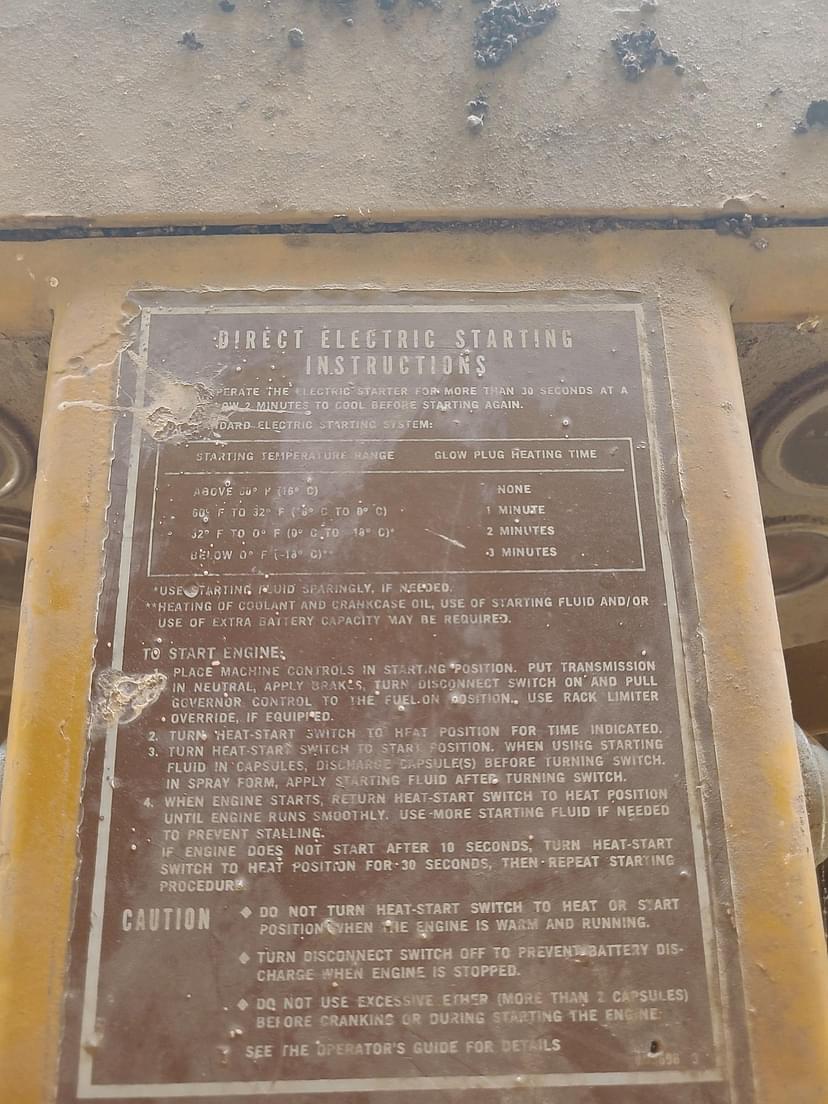 DIRECT ELECTRIC STARTING
INSTRUCTIONS
THE ELECTRIC STARTER FOR MORE THAN 30 SECONDS AT A
2 MINUTES TO COOL BEFORE STARTING AGAIN.
ELECTRIC STARTING SYSTEM:
STARTING TEMPERATURE RANGE GLOW PLUG HEATING TIME
ABOVE 60° F (16° C) NONE
60° F TO 32° F (16° C TO 0° C) 1 MINUTE
32° F TO 0° F (0° C TO -18° C)* 2 MINUTES
BELOW 0° F (-18° C)** 3 MINUTES
*USE STARTING FLUID SPARINGLY, IF NEEDED.
**HEATING OF COOLANT AND CRANKCASE OIL, USE OF STARTING FLUID AND/OR
USE OF EXTRA BATTERY CAPACITY MAY BE REQUIRED.
TO START ENGINE:
1. PLACE MACHINE CONTROLS IN STARTING POSITION. PUT TRANSMISSION
IN NEUTRAL, APPLY BRAKES, TURN DISCONNECT SWITCH ON AND PULL
GOVERNOR CONTROL TO THE FUEL-ON POSITION. USE RACK LIMITER
OVERRIDE, IF EQUIPPED.
2. TURN HEAT-START SWITCH TO HEAT POSITION FOR TIME INDICATED.
3. TURN HEAT-START SWITCH TO START POSITION. WHEN USING STARTING
FLUID IN CAPSULES, DISCHARGE CAPSULE(S) BEFORE TURNING SWITCH.
IN SPRAY FORM, APPLY STARTING FLUID AFTER TURNING SWITCH.
4. WHEN ENGINE STARTS, RETURN HEAT-START SWITCH TO HEAT POSITION
UNTIL ENGINE RUNS SMOOTHLY. USE MORE STARTING FLUID IF NEEDED
TO PREVENT STALLING.
IF ENGINE DOES NOT START AFTER 10 SECONDS, TURN HEAT-START
SWITCH TO HEAT POSITION FOR 30 SECONDS, THEN REPEAT STARTING
PROCEDURE.
CAUTION ◆ DO NOT TURN HEAT-START SWITCH TO HEAT OR START
POSITION WHEN THE ENGINE IS WARM AND RUNNING.
◆ TURN DISCONNECT SWITCH OFF TO PREVENT BATTERY DIS-
CHARGE WHEN ENGINE IS STOPPED.
◆ DO NOT USE EXCESSIVE ETHER (MORE THAN 2 CAPSULES)
BEFORE CRANKING OR DURING STARTING THE ENGINE.
SEE THE OPERATOR'S GUIDE FOR DETAILS